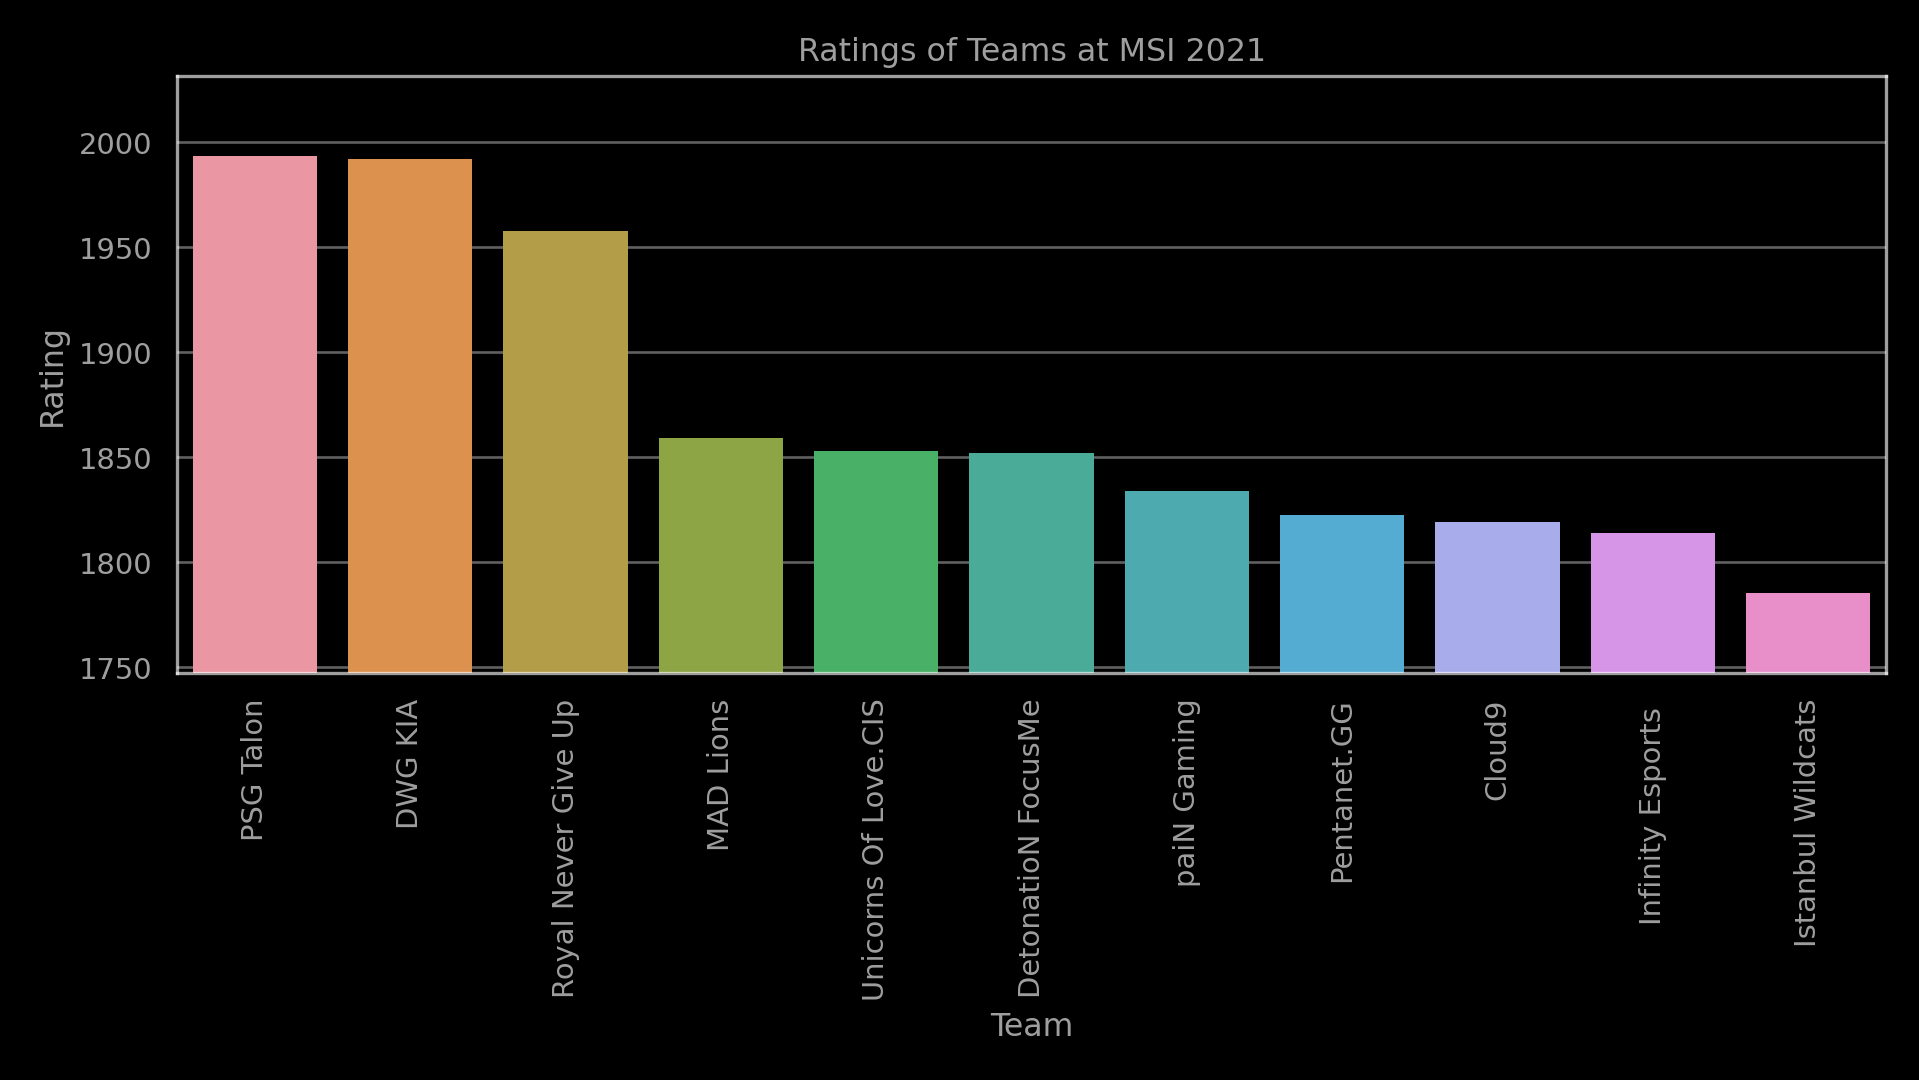 Ratings of Teams at MSI 2021
2000
1950
1900
1850
1800
1750
Rating
PSG Talon
DWG KIA
Royal Never Give Up
MAD Lions
Unicorns Of Love.CIS
DetonatioN FocusMe
paiN Gaming
Pentanet.GG
Cloud9
Infinity Esports
Istanbul Wildcats
Team